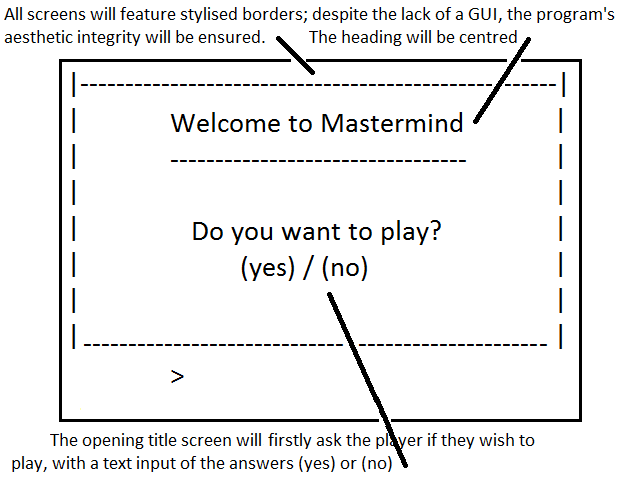 All screens will feature stylised borders; despite the lack of a GUI, the program's
aesthetic integrity will be ensured. The heading will be centred
|-----------------------------------------------------|
Welcome to Mastermind
---------------------------------
Do you want to play?
(yes) / (no)
|----------------------------------------------------|
>
The opening title screen will firstly ask the player if they wish to
play, with a text input of the answers (yes) or (no)